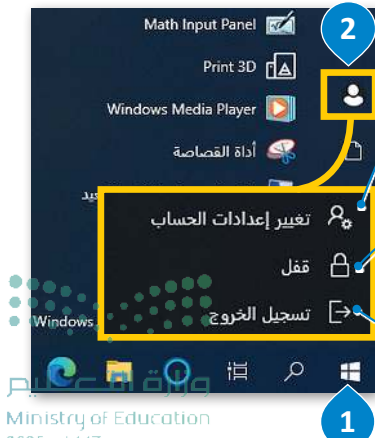 Math Input Panel
2
Print 3D
Windows Media Player
أداة القصاصة
تغيير إعدادات الحساب
قفل
تسجيل الخروج
Windows
وزارة التعليم
Ministry of Education
1